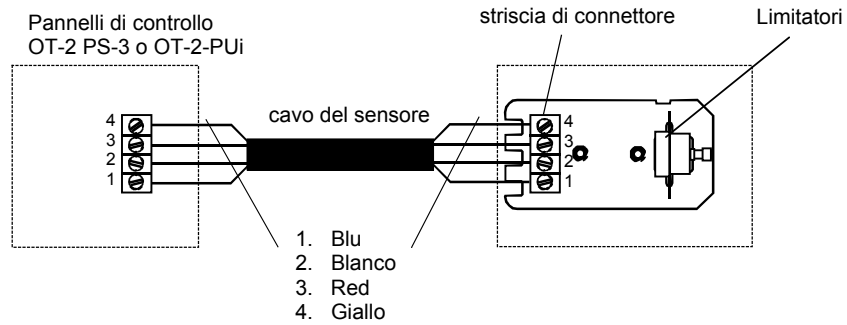 Pannelli di controllo
OT-2 PS-3 o OT-2-PUi
striscia di connettore
Limitatori
cavo del sensore
4
3
2
1
4
3
2
1
1. Blu
2. Blanco
3. Red
4. Giallo